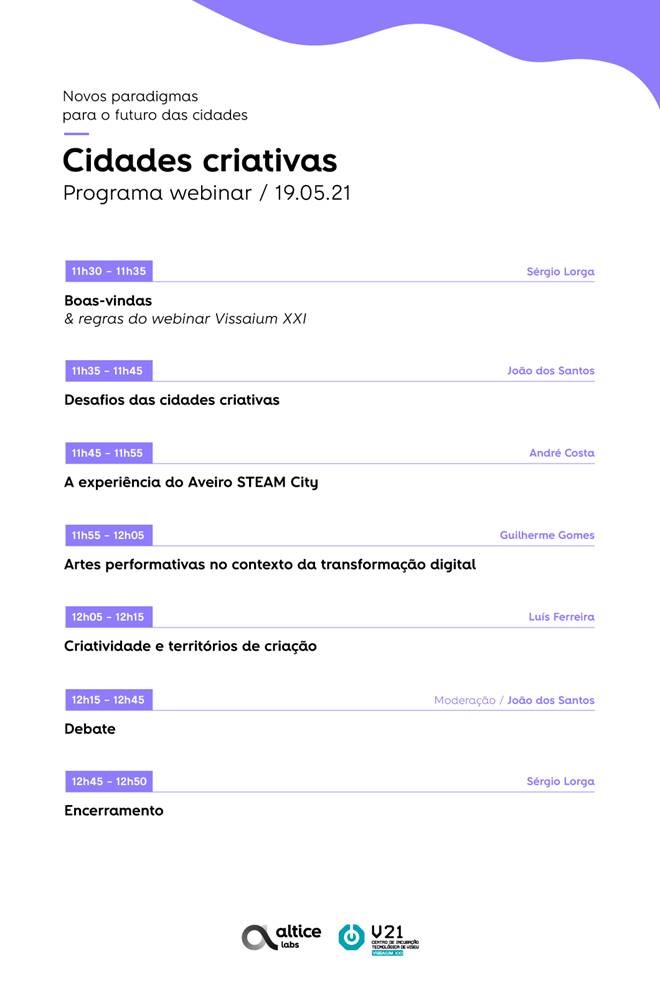 Novos paradigmas
para o futuro das cidades
Cidades criativas
Programa webinar / 19.05.21
11h30 – 11h35
Sérgio Lorga
Boas-vindas
& regras do webinar Vissaium XXI
11h35 – 11h45
João dos Santos
Desafios das cidades criativas
11h45 – 11h55
André Costa
A experiência do Aveiro STEAM City
11h55 – 12h05
Guilherme Gomes
Artes performativas no contexto da transformação digital
12h05 – 12h15
Luís Ferreira
Criatividade e territórios de criação
12h15 – 12h45
Moderação / João dos Santos
Debate
12h45 – 12h50
Sérgio Lorga
Encerramento
altice
labs
V21
CENTRO DE INCUBAÇÃO
TECNOLÓGICA DE VISEU
VISSAIUM XXI